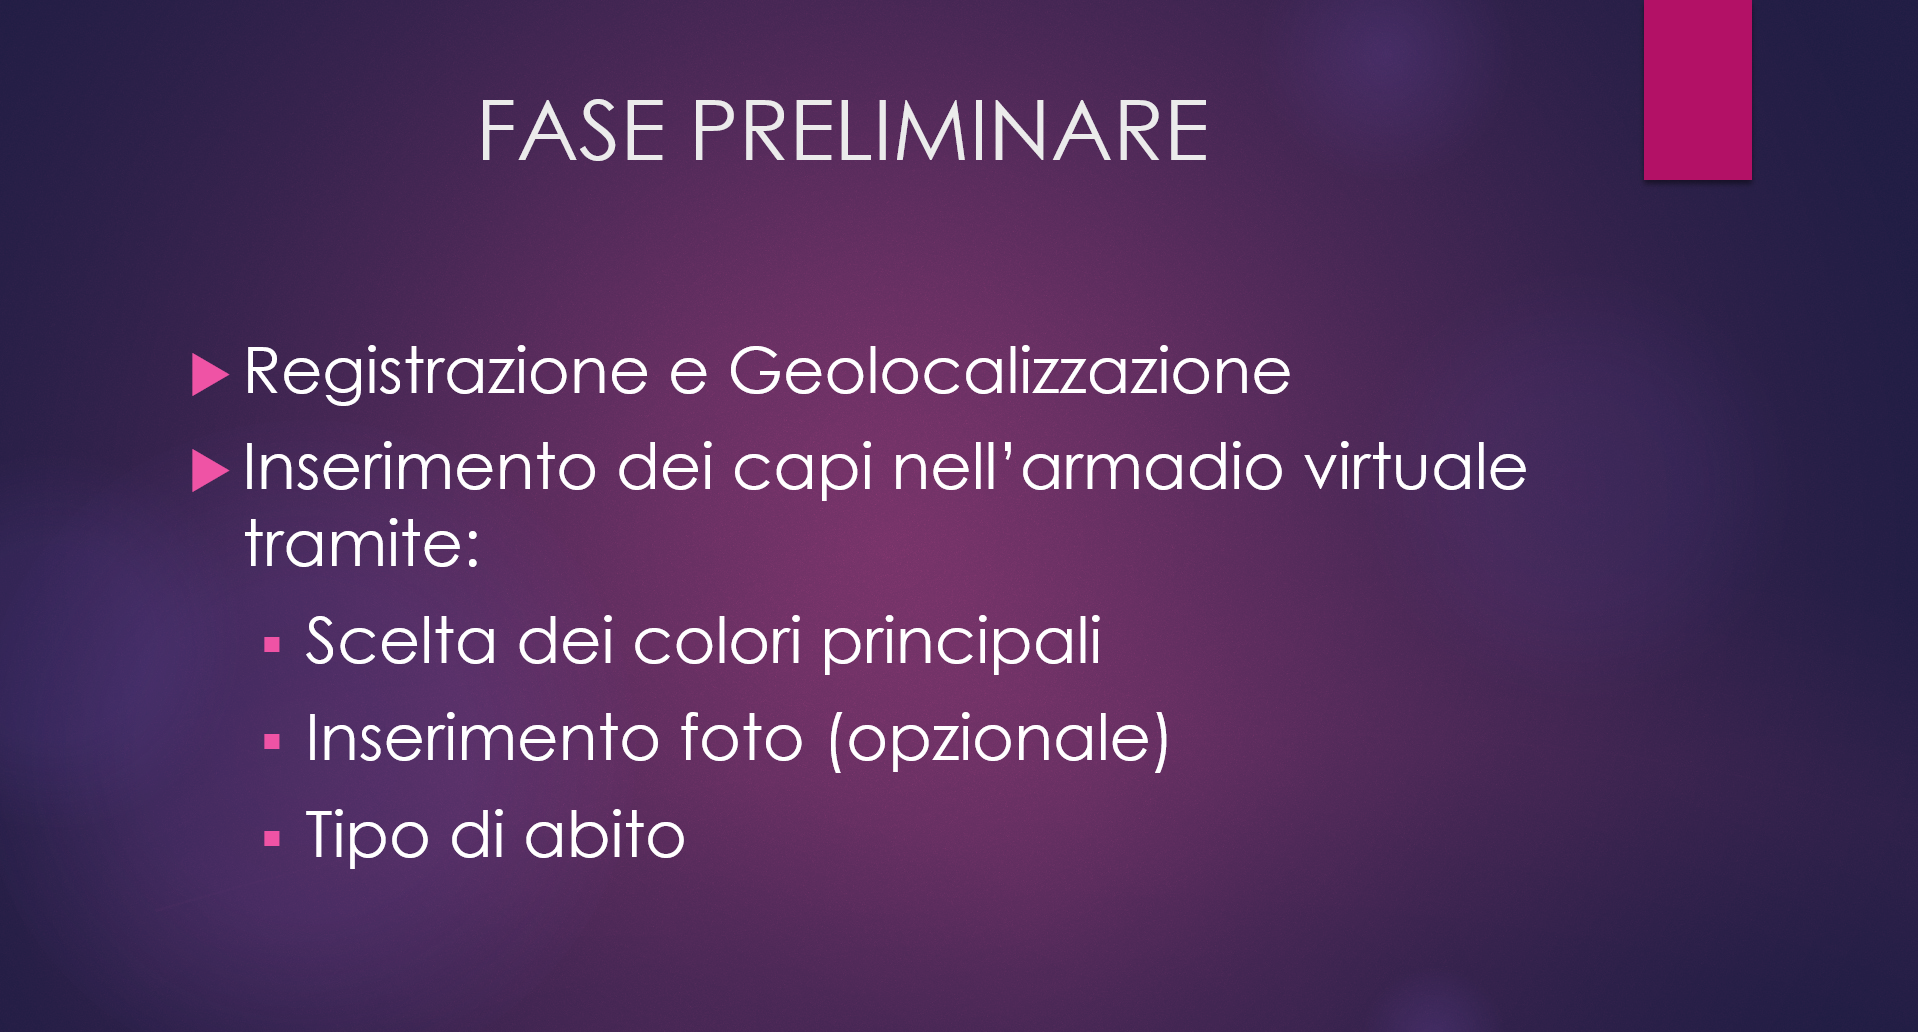 FASE PRELIMINARE
Registrazione e Geolocalizzazione
Inserimento dei capi nell’armadio virtuale
tramite:
Scelta dei colori principali
Inserimento foto (opzionale)
Tipo di abito